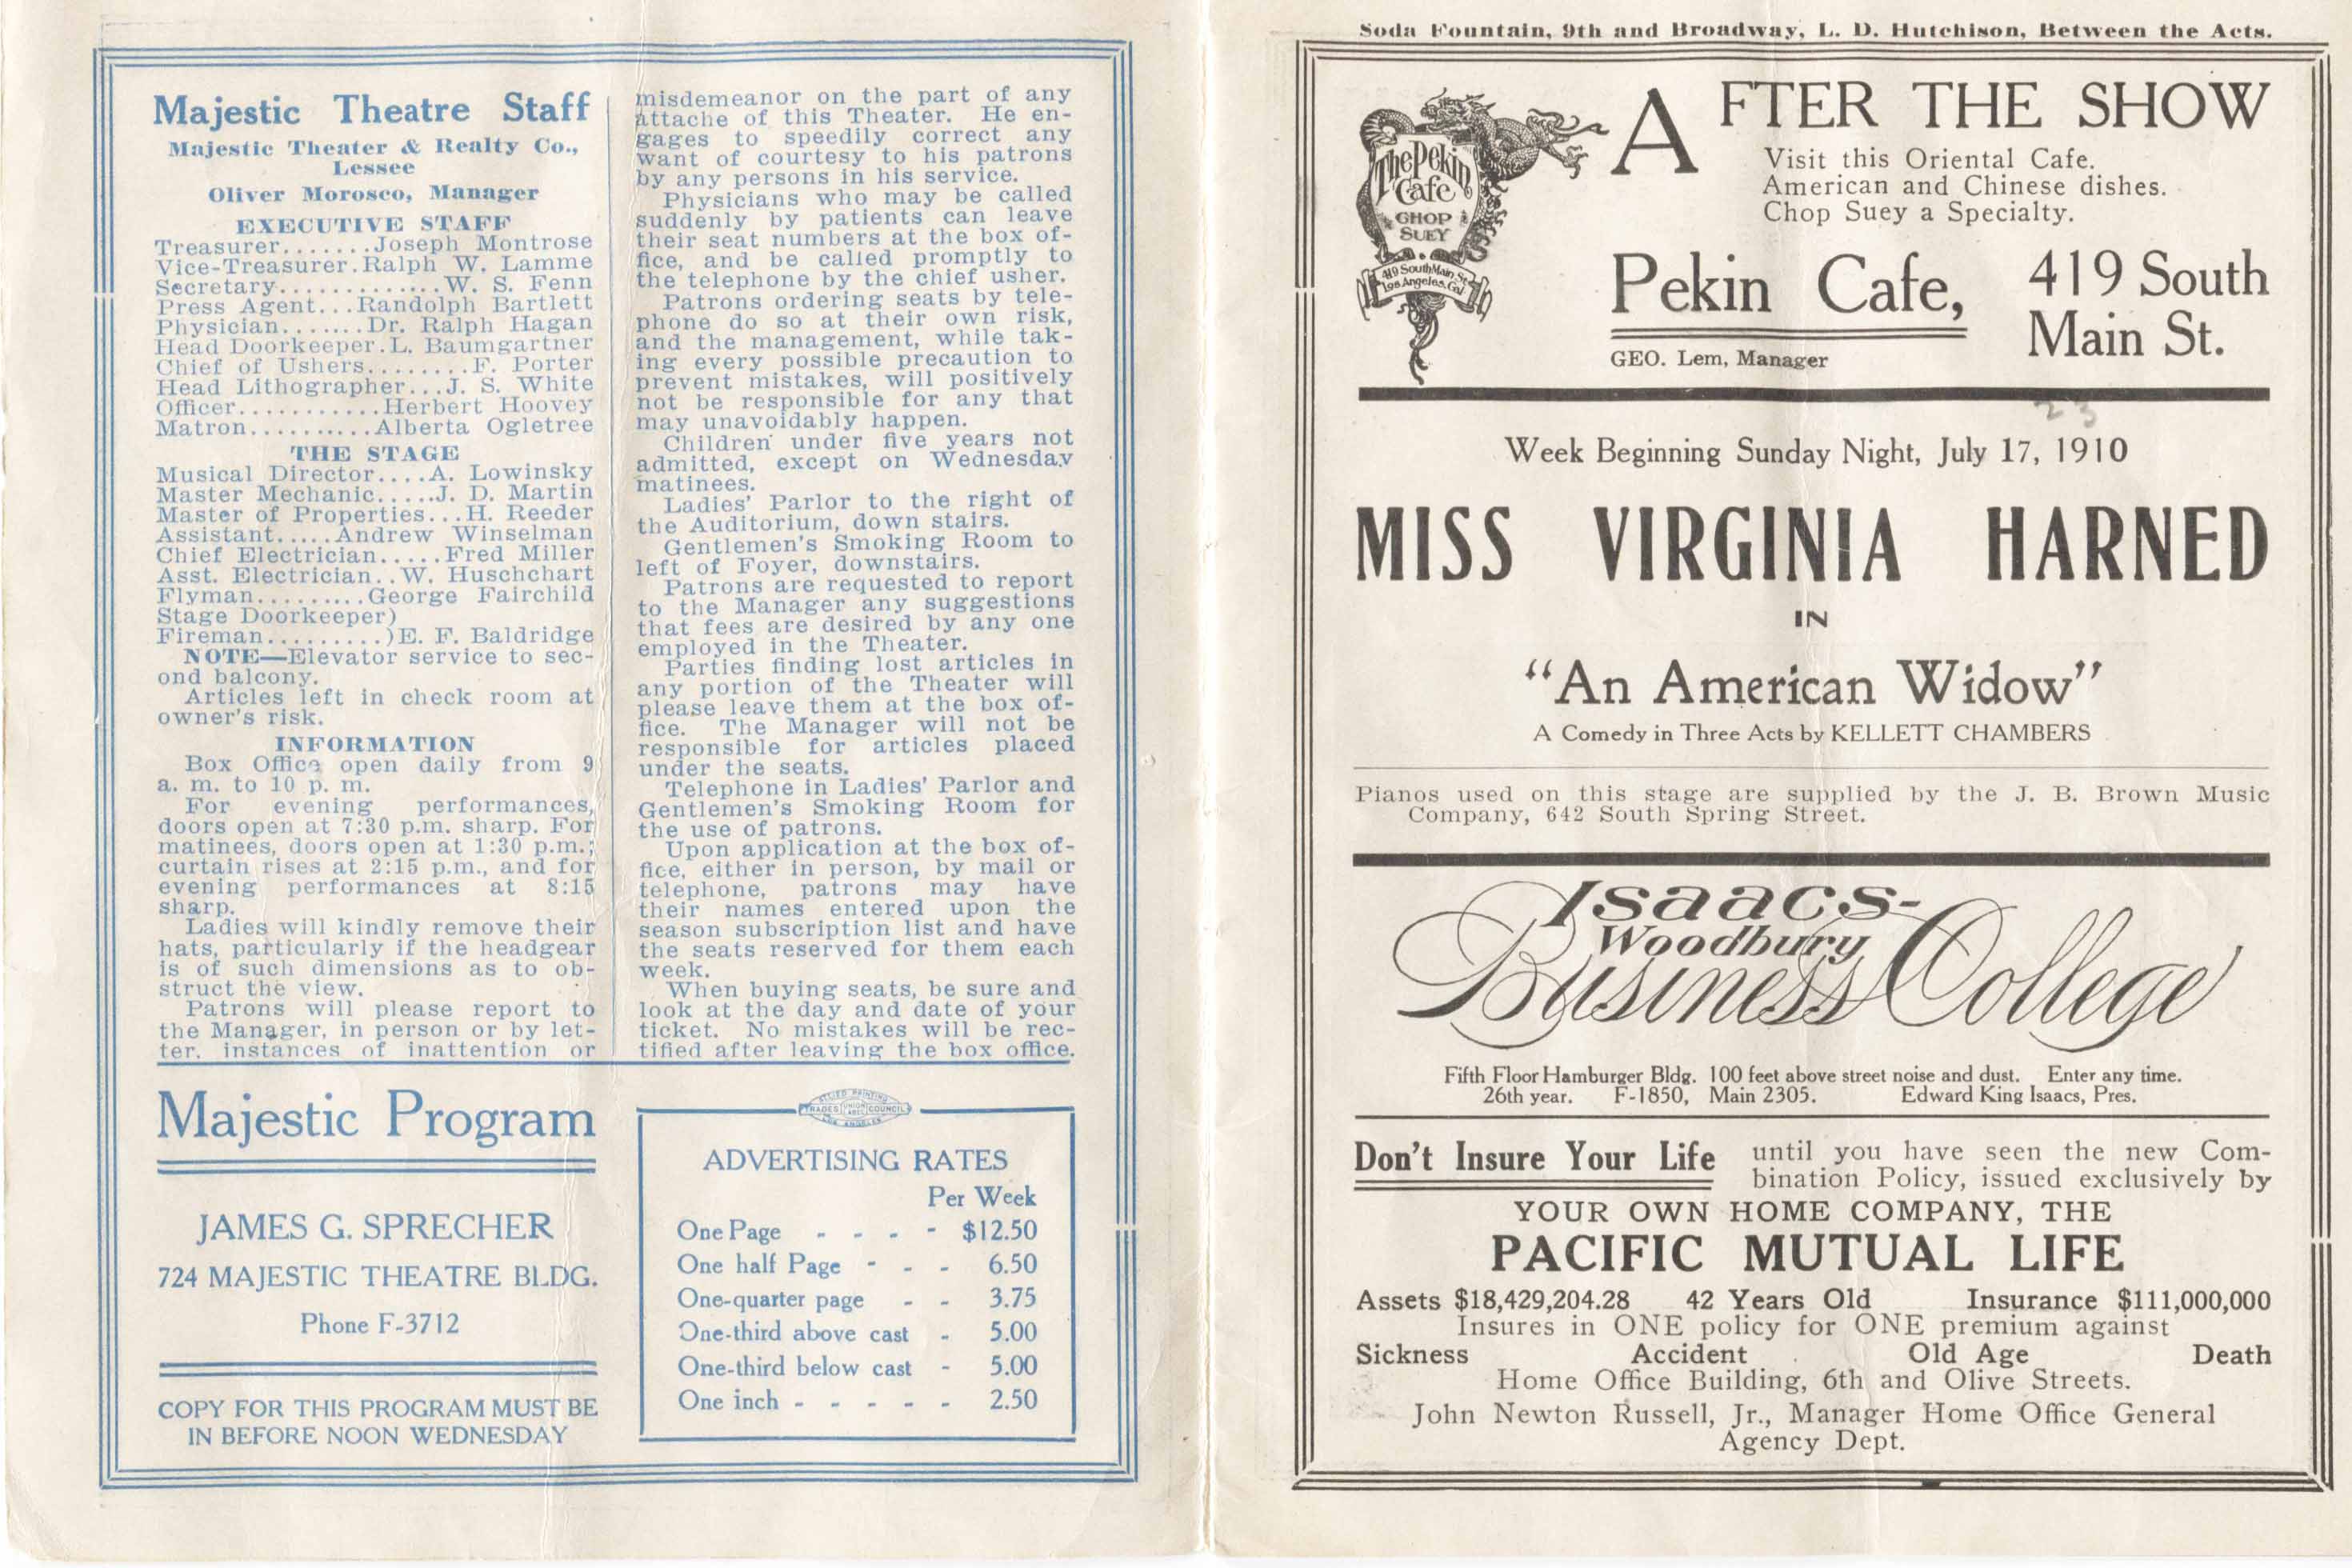 Majestic Theatre Staff
Majestic Theater & Realty Co.,
Lessee
Oliver Morosco, Manager
EXECUTIVE STAFF
Treasurer.......Joseph Montrose
Vice-Treasurer.Ralph W. Lamme
Secretary.............W. S. Fenn
Press Agent...Randolph Bartlett
Physician.......Dr. Ralph Hagan
Head Doorkeeper.L. Baumgartner
Chief of Ushers........F. Porter
Head Lithographer...J. S. White
Officer...........Herbert Hoovey
Matron..........Alberta Ogletree
THE STAGE
Musical Director....A. Lowinsky
Master Mechanic.....J. D. Martin
Master of Properties...H. Reeder
Assistant.....Andrew Winselman
Chief Electrician.....Fred Miller
Asst. Electrician..W. Huschchart
Flyman.........George Fairchild
Stage Doorkeeper)
Fireman.........)E. F. Baldridge
NOTE—Elevator service to sec-
ond balcony.
Articles left in check room at
owner's risk.
INFORMATION
Box Office open daily from 9
a. m. to 10 p. m.
For evening performances,
doors open at 7:30 p.m. sharp. For
matinees, doors open at 1:30 p.m.;
curtain rises at 2:15 p.m., and for
evening performances at 8:15
sharp.
Ladies will kindly remove their
hats, particularly if the headgear
is of such dimensions as to ob-
struct the view.
Patrons will please report to
the Manager, in person or by let-
ter, instances of inattention or
misdemeanor on the part of any
attache of this Theater. He en-
gages to speedily correct any
want of courtesy to his patrons
by any persons in his service.
Physicians who may be called
suddenly by patients can leave
their seat numbers at the box of-
fice, and be called promptly to
the telephone by the chief usher.
Patrons ordering seats by tele-
phone do so at their own risk,
and the management, while tak-
ing every possible precaution to
prevent mistakes, will positively
not be responsible for any that
may unavoidably happen.
Children under five years not
admitted, except on Wednesday
matinees.
Ladies' Parlor to the right of
the Auditorium, down stairs.
Gentlemen's Smoking Room to
left of Foyer, downstairs.
Patrons are requested to report
to the Manager any suggestions
that fees are desired by any one
employed in the Theater.
Parties finding lost articles in
any portion of the Theater will
please leave them at the box of-
fice. The Manager will not be
responsible for articles placed
under the seats.
Telephone in Ladies' Parlor and
Gentlemen's Smoking Room for
the use of patrons.
Upon application at the box of-
fice, either in person, by mail or
telephone, patrons may have
their names entered upon the
season subscription list and have
the seats reserved for them each
week.
When buying seats, be sure and
look at the day and date of your
ticket. No mistakes will be rec-
tified after leaving the box office.
Majestic Program
JAMES G. SPRECHER
724 MAJESTIC THEATRE BLDG.
Phone F-3712
COPY FOR THIS PROGRAM MUST BE
IN BEFORE NOON WEDNESDAY
ALLIED PRINTING
TRADES UNION LABEL COUNCIL
LOS ANGELES
ADVERTISING RATES
Per Week
One Page - - - - $12.50
One half Page - - - 6.50
One-quarter page - - 3.75
One-third above cast - 5.00
One-third below cast - 5.00
One inch - - - - - 2.50
Soda Fountain, 9th and Broadway, L. D. Hutchison, Between the Acts.
The Pekin
Cafe
CHOP
SUEY
419 South Main St.
Los Angeles, Cal
AFTER THE SHOW
Visit this Oriental Cafe.
American and Chinese dishes.
Chop Suey a Specialty.
Pekin Cafe,
419 South
Main St.
GEO. Lem, Manager
23
Week Beginning Sunday Night, July 17, 1910
MISS VIRGINIA HARNED
IN
"An American Widow"
A Comedy in Three Acts by KELLETT CHAMBERS
Pianos used on this stage are supplied by the J. B. Brown Music
Company, 642 South Spring Street.
Isaacs-
Woodbury
Business College
Fifth Floor Hamburger Bldg. 100 feet above street noise and dust. Enter any time.
26th year. F-1850, Main 2305. Edward King Isaacs, Pres.
Don't Insure Your Life until you have seen the new Com-
bination Policy, issued exclusively by
YOUR OWN HOME COMPANY, THE
PACIFIC MUTUAL LIFE
Assets $18,429,204.28 42 Years Old Insurance $111,000,000
Insures in ONE policy for ONE premium against
Sickness Accident Old Age Death
Home Office Building, 6th and Olive Streets.
John Newton Russell, Jr., Manager Home Office General
Agency Dept.